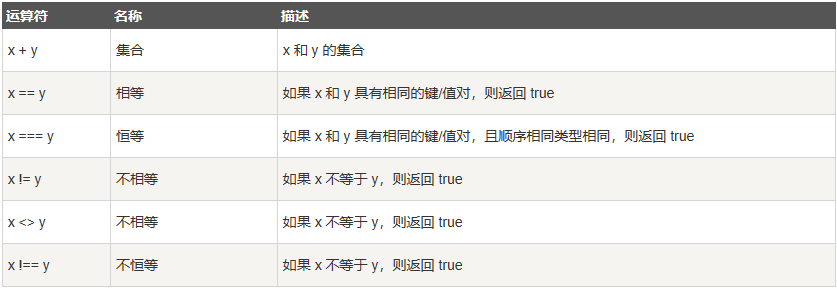 运算符 名称 描述
x + y 集合 x 和 y 的集合
x == y 相等 如果 x 和 y 具有相同的键/值对，则返回 true
x === y 恒等 如果 x 和 y 具有相同的键/值对，且顺序相同类型相同，则返回 true
x != y 不相等 如果 x 不等于 y，则返回 true
x <> y 不相等 如果 x 不等于 y，则返回 true
x !== y 不恒等 如果 x 不等于 y，则返回 true